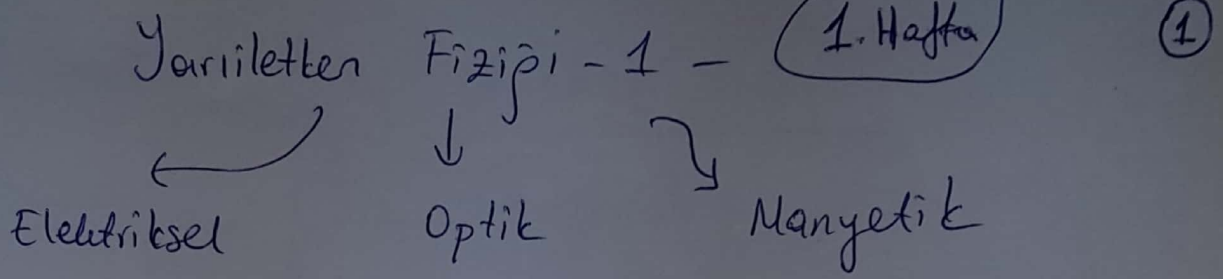 Yarıiletken Fiziği - 1 - 1. Hafta 1
Elektriksel Optik Manyetik